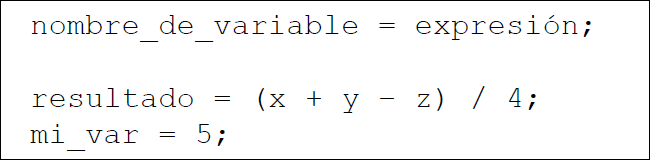 nombre_de_variable = expresión;
resultado = (x + y – z) / 4;
mi_var = 5;